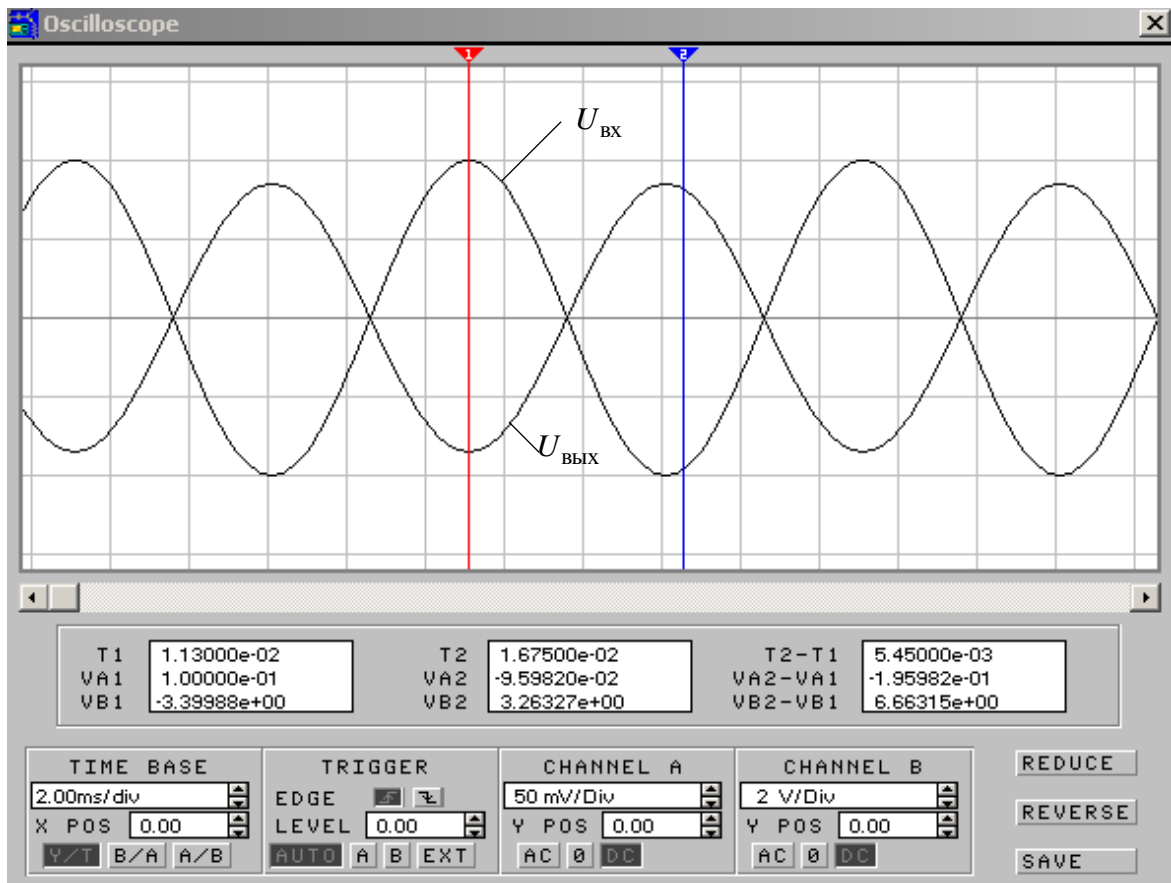 Oscilloscope
1 2
Uвх
Uвых
T1 1.13000e-02 T2 1.67500e-02 T2-T1 5.45000e-03
VA1 1.00000e-01 VA2 -9.59820e-02 VA2-VA1 -1.95982e-01
VB1 -3.39988e+00 VB2 3.26327e+00 VB2-VB1 6.66315e+00
TIME BASE TRIGGER CHANNEL A CHANNEL B REDUCE
2.00ms/div EDGE 50 mV/Div 2 V/Div
X POS 0.00 LEVEL 0.00 Y POS 0.00 Y POS 0.00 REVERSE
Y/T B/A A/B AUTO A B EXT AC 0 DC AC 0 DC SAVE